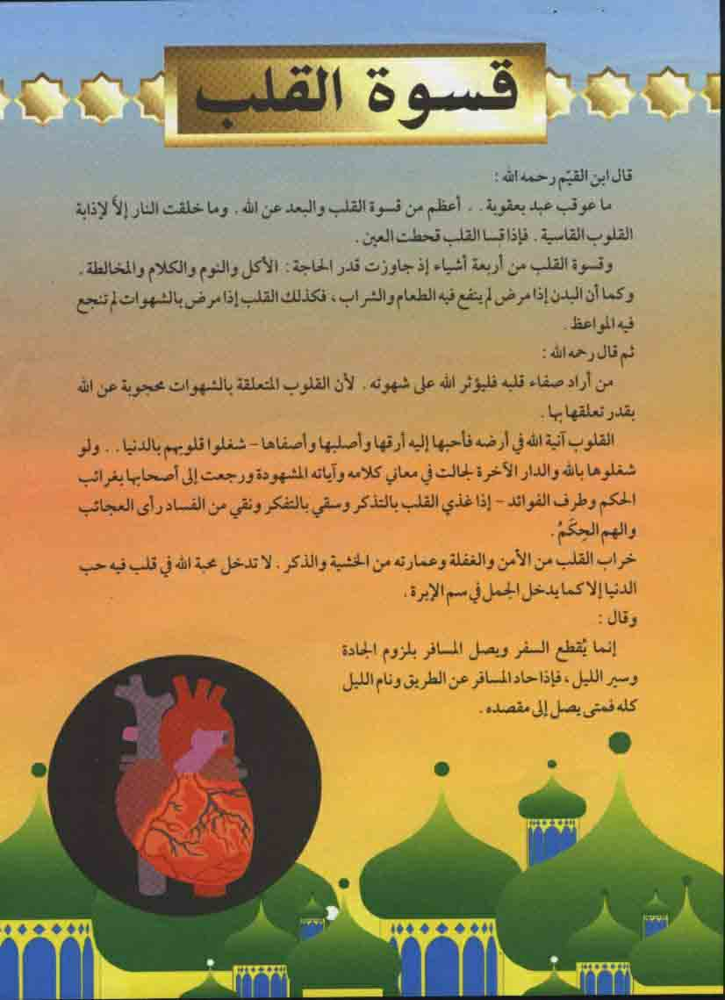 قسوة القلب
قال ابن القيّم رحمه الله :
ما عوقب عبد بعقوبة . . أعظم من قسوة القلب والبعد عن الله . وما خلقت النار إلاَّ لإذابة
القلوب القاسية . فإذا قسا القلب قحطت العين .
وقسوة القلب من أربعة أشياء إذ جاوزت قدر الحاجة : الأكل والنوم والكلام والمخالطة .
وكما أن البدن إذا مرض لم ينفع فيه الطعام والشراب ، فكذلك القلب إذا مرض بالشهوات لم تنجع
فيه المواعظ .
ثم قال رحمه الله :
من أراد صفاء قلبه فليؤثر الله على شهوته . لأن القلوب المتعلقة بالشهوات محجوبة عن الله
بقدر تعلقها بها .
القلوب آنية الله في أرضه فأحبها إليه أرقها وأصلبها وأصفاها – شغلوا قلوبهم بالدنيا . . ولو
شغلوها بالله والدار الآخرة لجالت في معاني كلامه وآياته المشهودة ورجعت إلى أصحابها بغرائب
الحكم وطرف الفوائد – إذا غذي القلب بالتذكر وسقي بالتفكر ونقي من الفساد رأى العجائب
والهم الحِكَمُ .
خراب القلب من الأمن والغفلة وعمارته من الخشية والذكر . لا تدخل محبة الله في قلب فيه حب
الدنيا إلا كما يدخل الجمل في سم الإبرة .
وقال :
إنما يُقطع السفر ويصل المسافر بلزوم الجادة
وسير الليل ، فإذا حاد المسافر عن الطريق ونام الليل
كله فمتى يصل إلى مقصده .